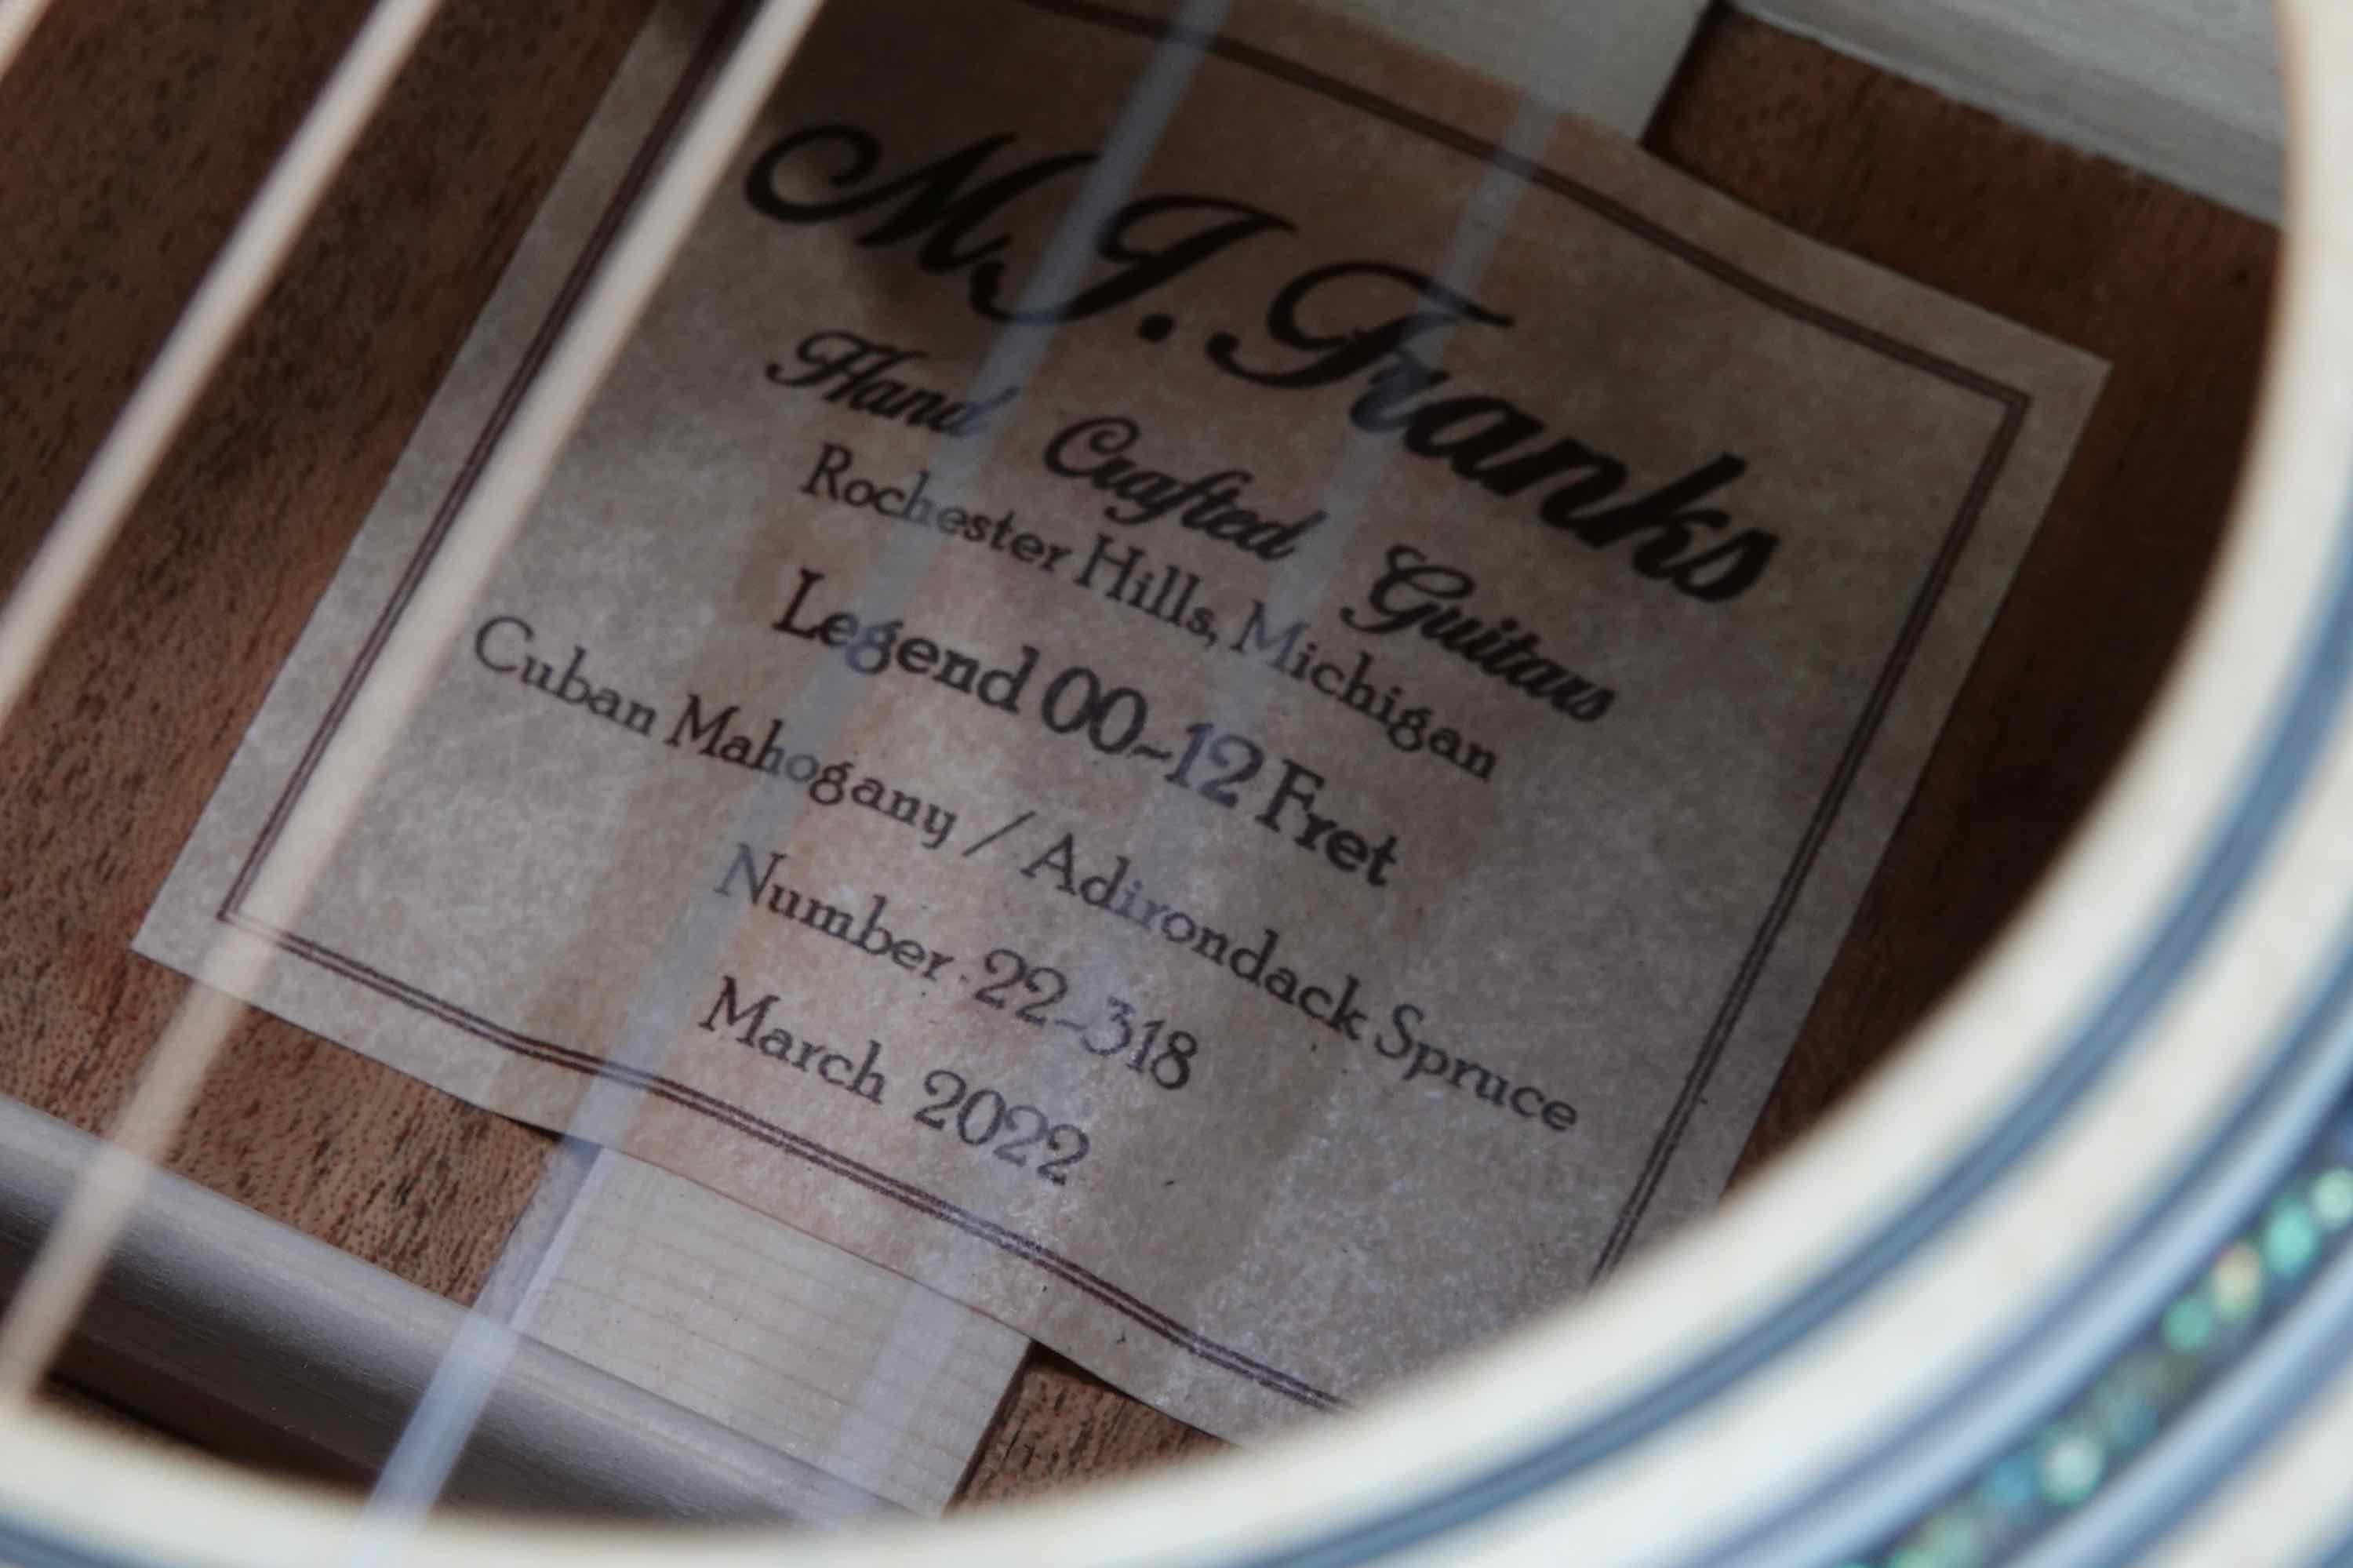 M.J. Franks
Hand Crafted Guitars
Rochester Hills, Michigan
Legend 00~12 Fret
Cuban Mahogany / Adirondack Spruce
Number 22~318
March 2022